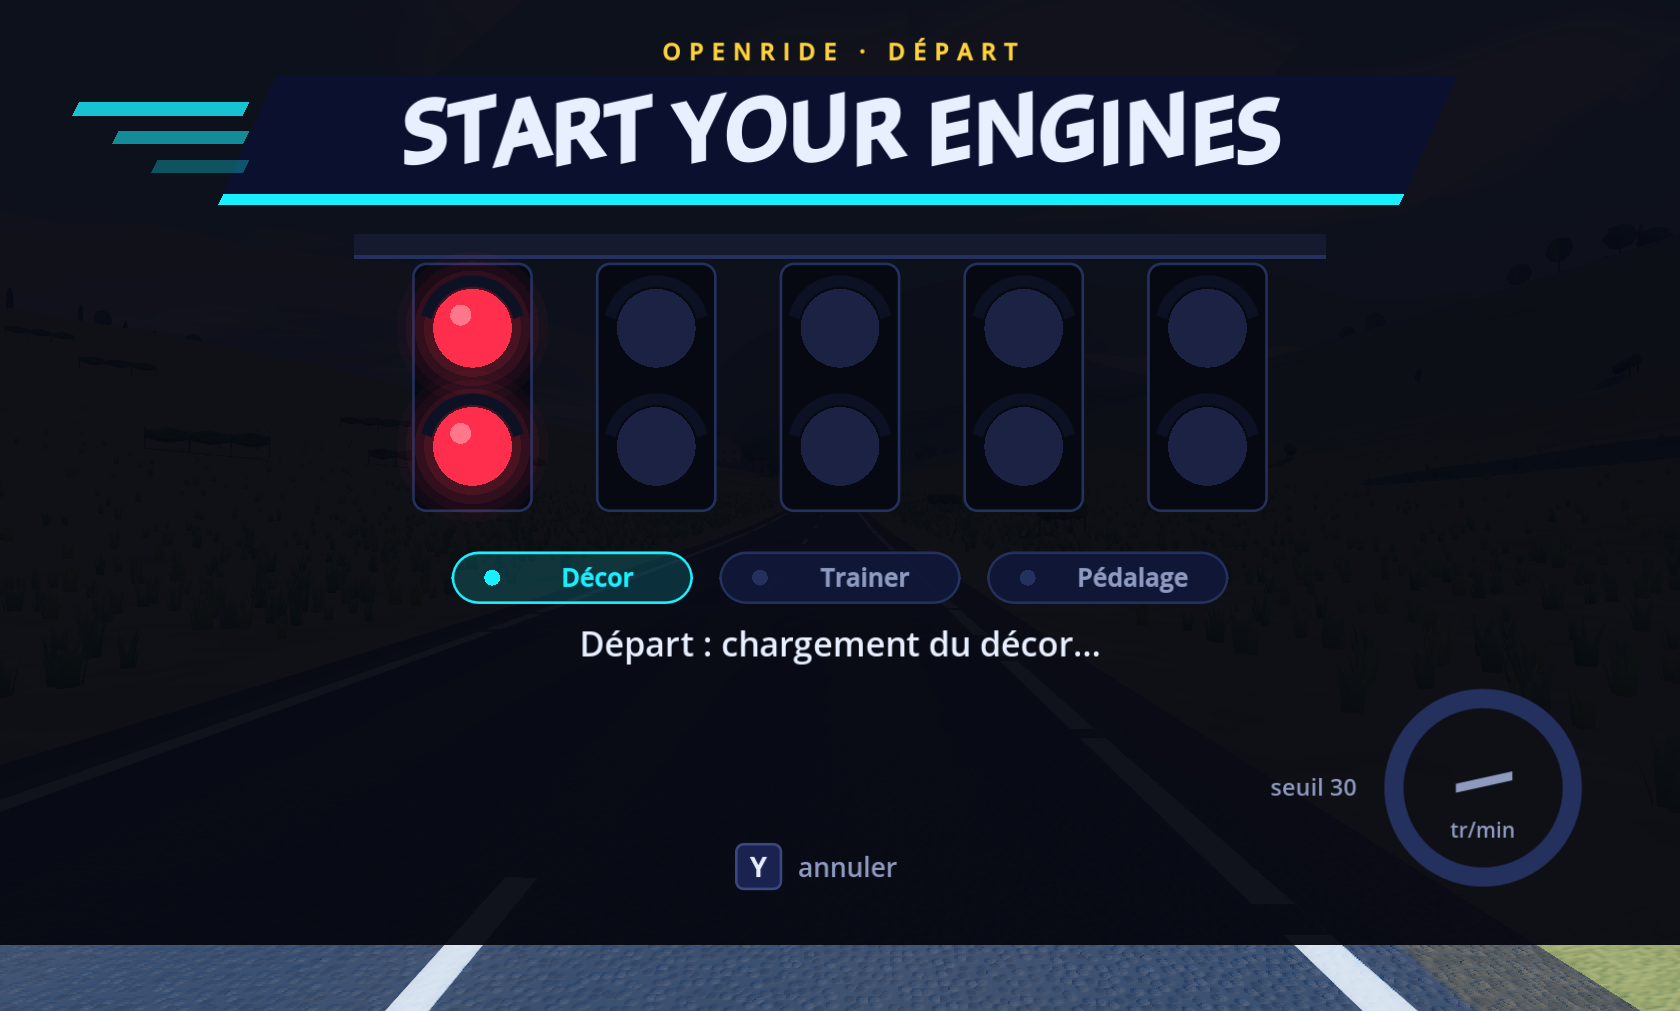 OPENRIDE · DÉPART
START YOUR ENGINES
Décor
Trainer
Pédalage
Départ : chargement du décor...
seuil 30
—
tr/min
Y annuler